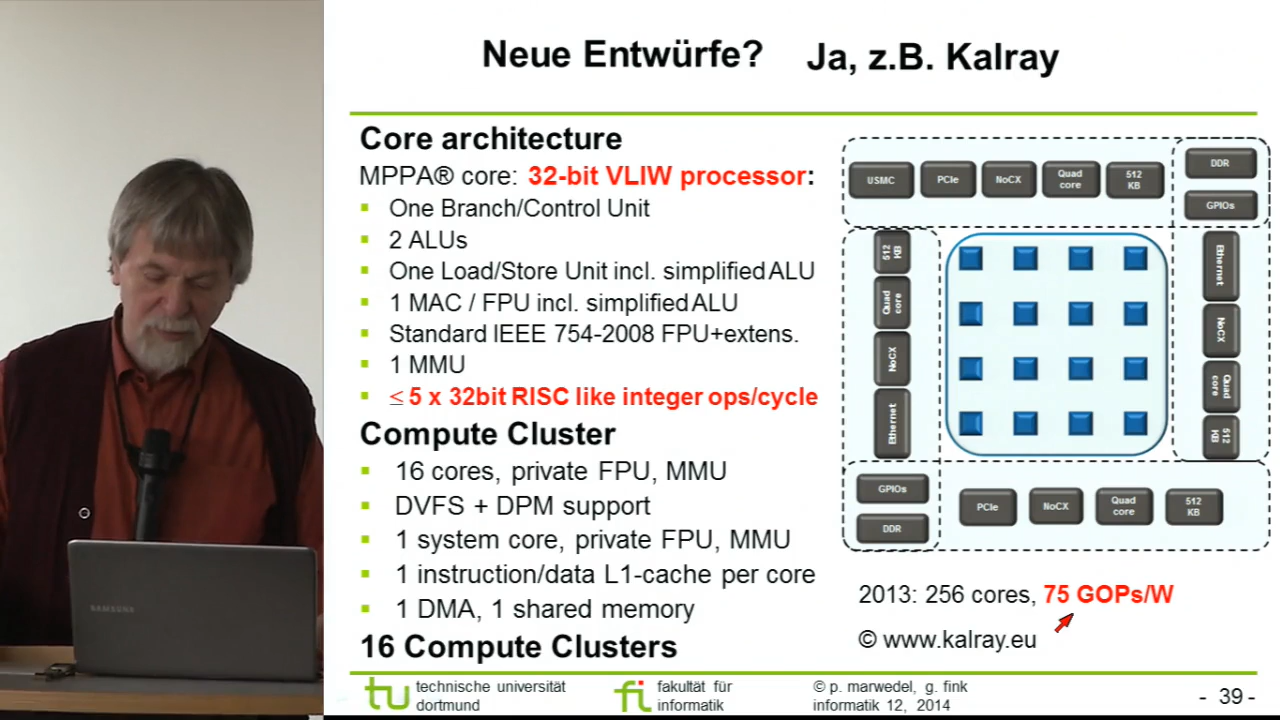 Neue Entwürfe? Ja, z.B. Kalray
Core architecture
MPPA® core: 32-bit VLIW processor:
▪ One Branch/Control Unit
▪ 2 ALUs
▪ One Load/Store Unit incl. simplified ALU
▪ 1 MAC / FPU incl. simplified ALU
▪ Standard IEEE 754-2008 FPU+extens.
▪ 1 MMU
▪ ≤ 5 x 32bit RISC like integer ops/cycle
Compute Cluster
▪ 16 cores, private FPU, MMU
▪ DVFS + DPM support
▪ 1 system core, private FPU, MMU
▪ 1 instruction/data L1-cache per core
▪ 1 DMA, 1 shared memory
16 Compute Clusters
USMC
PCIe
NoCX
Quad
core
512
KB
DDR
GPIOs
512
KB
Quad
core
NoCX
Ethernet
Ethernet
NoCX
Quad
core
512
KB
GPIOs
DDR
PCIe
NoCX
Quad
core
512
KB
2013: 256 cores, 75 GOPs/W
© www.kalray.eu
SAMSUNG
tu
technische universität
dortmund
fi
fakultät für
informatik
© p. marwedel, g. fink
informatik 12, 2014
- 39 -